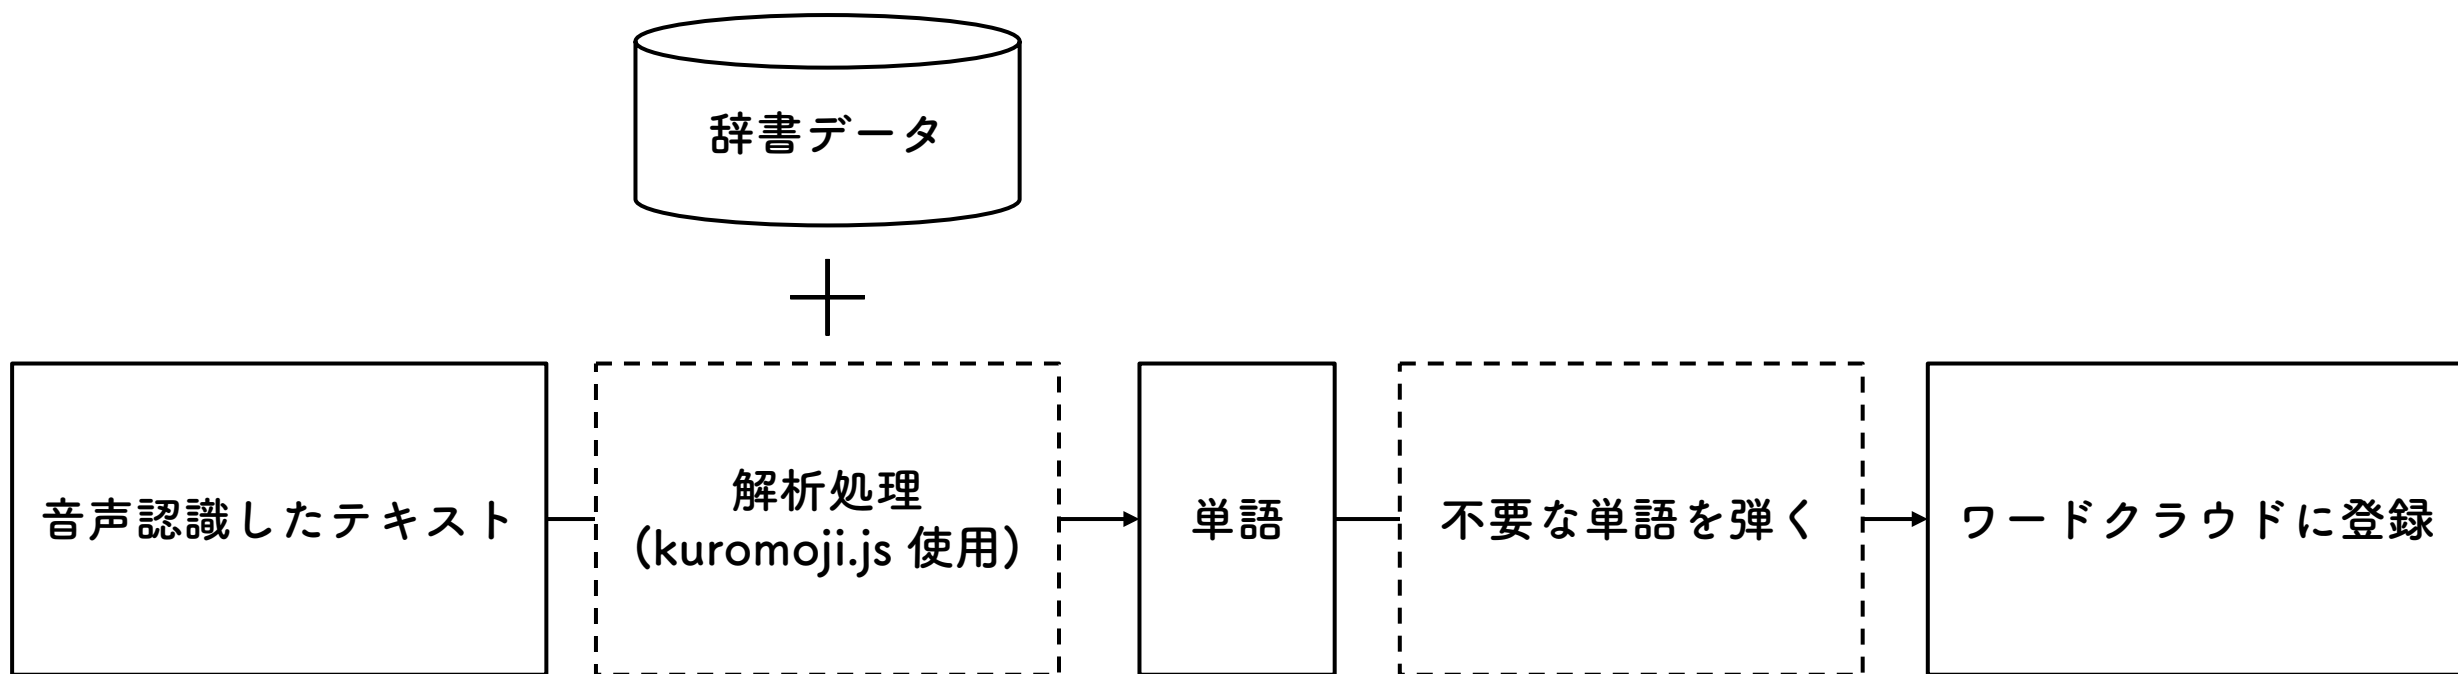 辞書データ
音声認識したテキスト
解析処理
(kuromoji.js 使用)
単語
不要な単語を弾く
ワードクラウドに登録